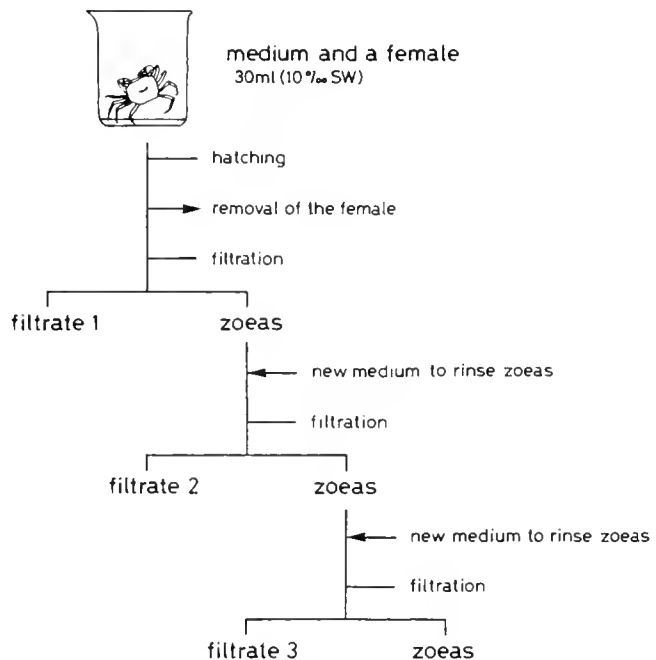 medium and a female
30ml (10‰ SW)
hatching
removal of the female
filtration
filtrate 1 zoeas
new medium to rinse zoeas
filtration
filtrate 2 zoeas
new medium to rinse zoeas
filtration
filtrate 3 zoeas